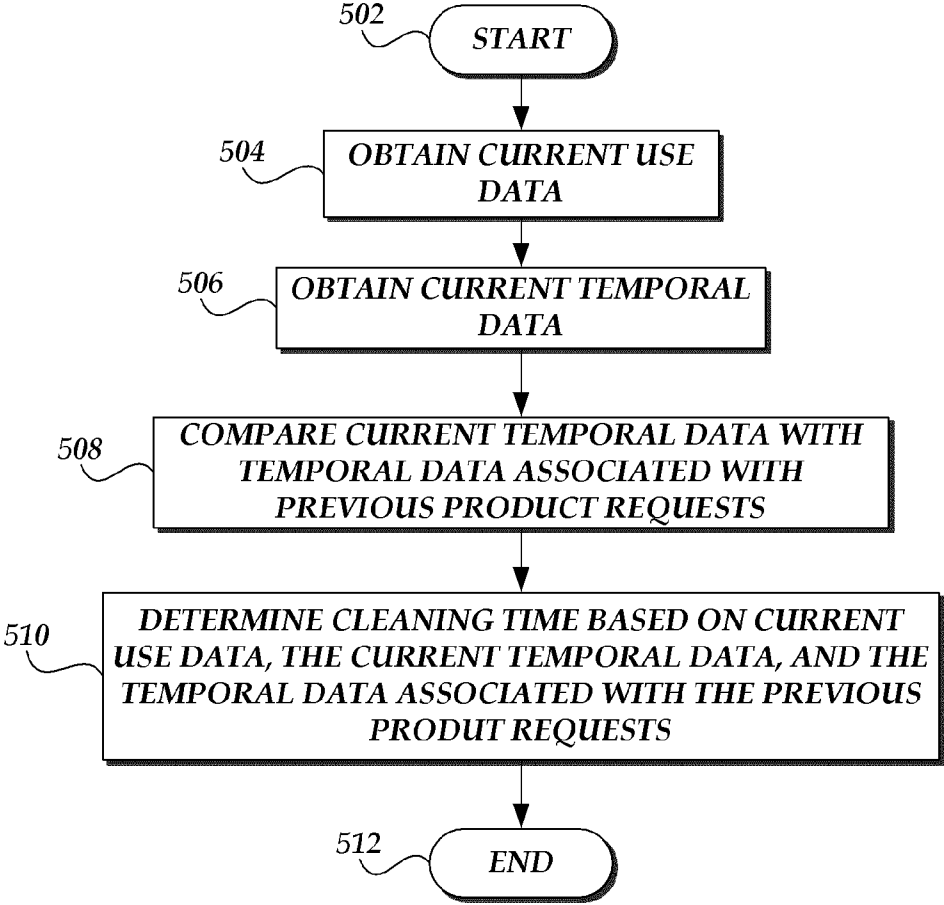 502
START
504
OBTAIN CURRENT USE
DATA
506
OBTAIN CURRENT TEMPORAL
DATA
508
COMPARE CURRENT TEMPORAL DATA WITH
TEMPORAL DATA ASSOCIATED WITH
PREVIOUS PRODUCT REQUESTS
510
DETERMINE CLEANING TIME BASED ON CURRENT
USE DATA, THE CURRENT TEMPORAL DATA, AND THE
TEMPORAL DATA ASSOCIATED WITH THE PREVIOUS
PRODUT REQUESTS
512
END